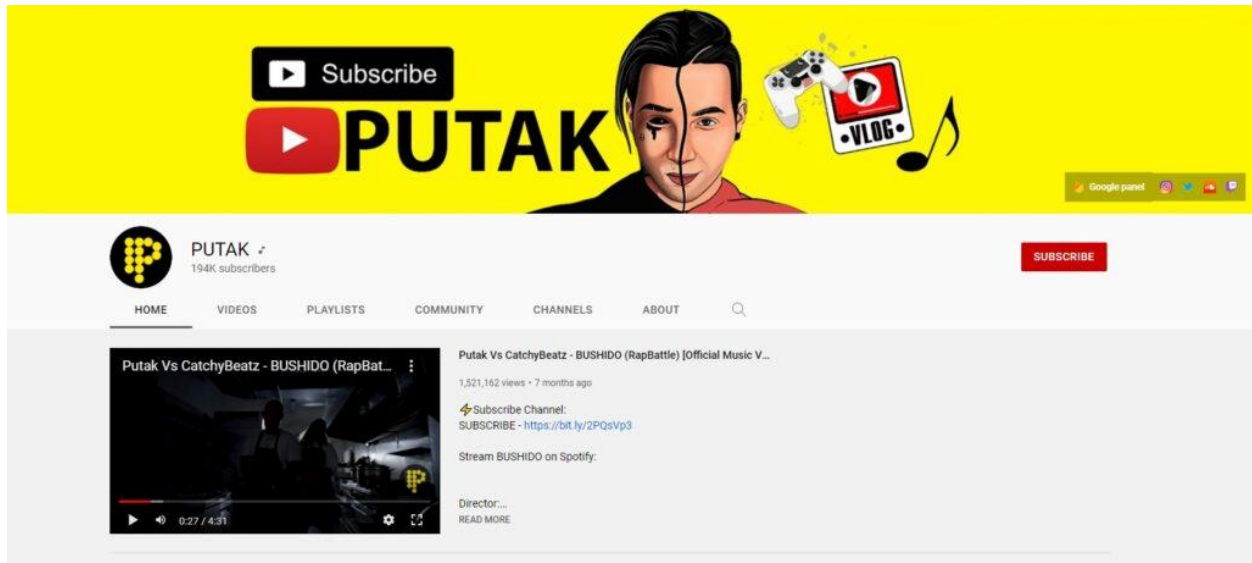 Subscribe
PUTAK
•VLOG•
Google panel
PUTAK
194K subscribers
SUBSCRIBE
HOME VIDEOS PLAYLISTS COMMUNITY CHANNELS ABOUT
Putak Vs CatchyBeatz - BUSHIDO (RapBat...
0:27 / 4:31
Putak Vs CatchyBeatz - BUSHIDO (RapBattle) [Official Music V...
1,521,162 views • 7 months ago
⚡Subscribe Channel:
SUBSCRIBE - https://bit.ly/2PQsVp3
Stream BUSHIDO on Spotify:
Director:...
READ MORE